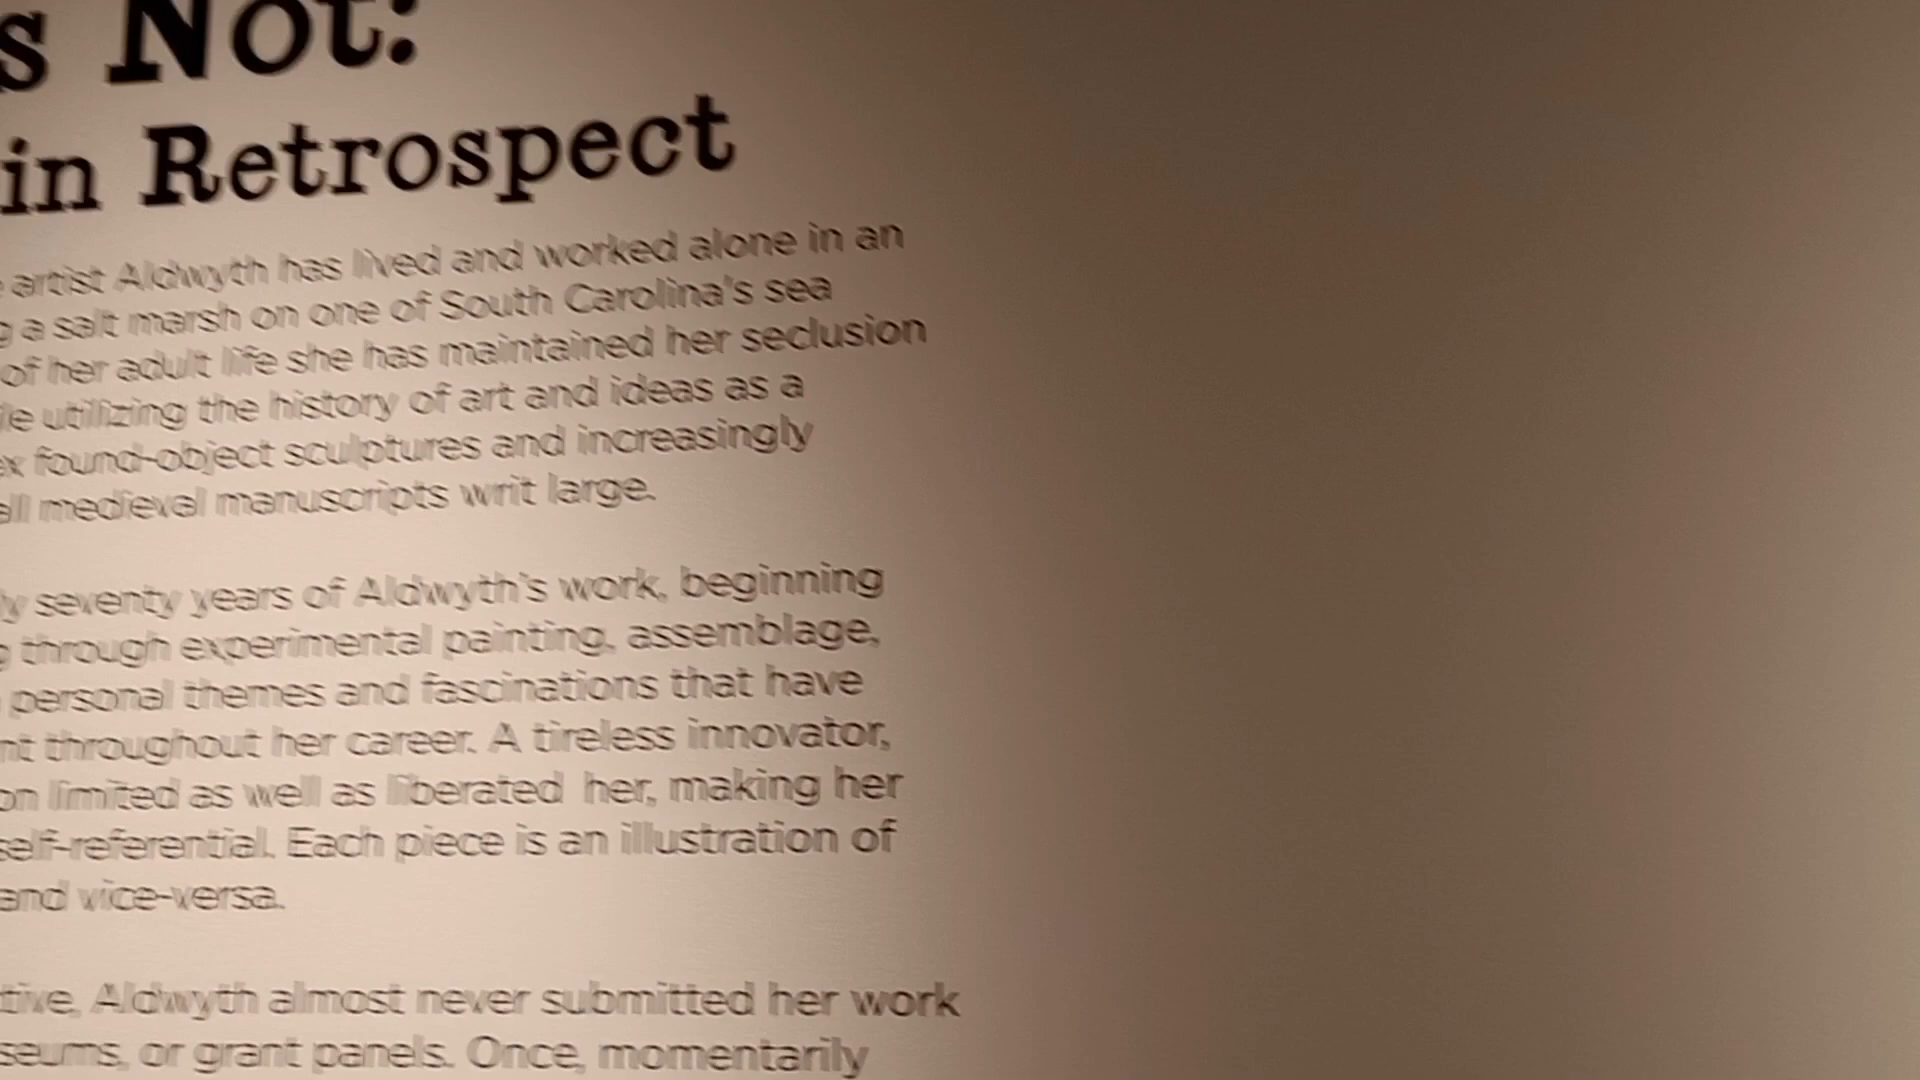 s Not:
in Retrospect
artist Aldwyth has lived and worked alone in an
g a salt marsh on one of South Carolina's sea
of her adult life she has maintained her seclusion
le utilizing the history of art and ideas as a
ex found-object sculptures and increasingly
all medieval manuscripts writ large.
ly seventy years of Aldwyth's work, beginning
g through experimental painting, assemblage,
personal themes and fascinations that have
nt throughout her career. A tireless innovator,
on limited as well as liberated her, making her
self-referential. Each piece is an illustration of
and vice-versa.
tive, Aldwyth almost never submitted her work
seums, or grant panels. Once, momentarily